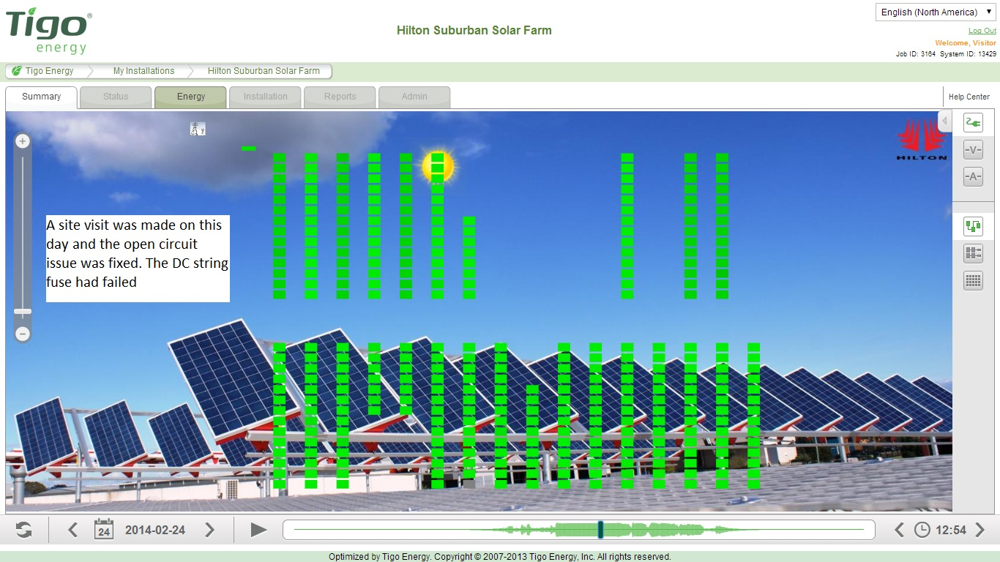 Tigo®
energy
Hilton Suburban Solar Farm
English (North America)
Log Out
Welcome, Visitor
Job ID: 3164 System ID: 13429
Tigo Energy
My Installations
Hilton Suburban Solar Farm
Summary
Status
Energy
Installation
Reports
Admin
Help Center
HILTON
-V-
-A-
A site visit was made on this
day and the open circuit
issue was fixed. The DC string
fuse had failed
24
2014-02-24
12:54
Optimized by Tigo Energy. Copyright © 2007-2013 Tigo Energy, Inc. All rights reserved.